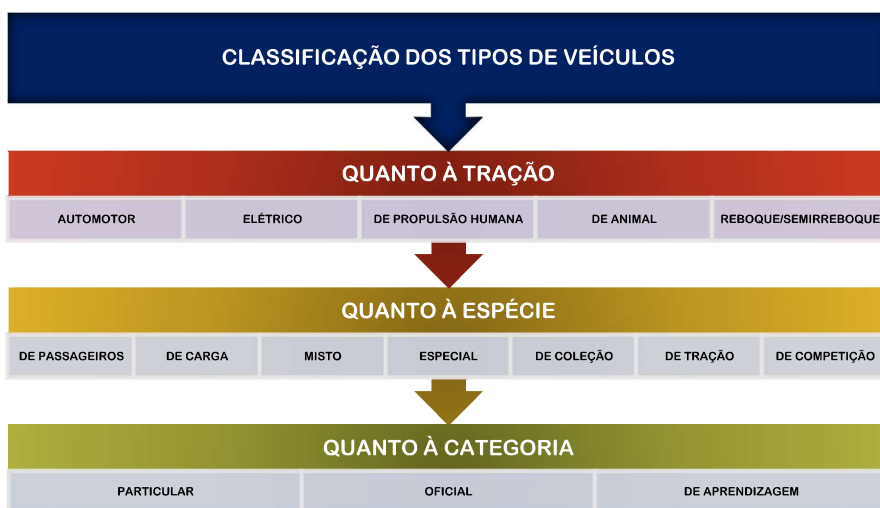 CLASSIFICAÇÃO DOS TIPOS DE VEÍCULOS
QUANTO À TRAÇÃO
AUTOMOTOR ELÉTRICO DE PROPULSÃO HUMANA DE ANIMAL REBOQUE/SEMIRREBOQUE
QUANTO À ESPÉCIE
DE PASSAGEIROS DE CARGA MISTO ESPECIAL DE COLEÇÃO DE TRAÇÃO DE COMPETIÇÃO
QUANTO À CATEGORIA
PARTICULAR OFICIAL DE APRENDIZAGEM